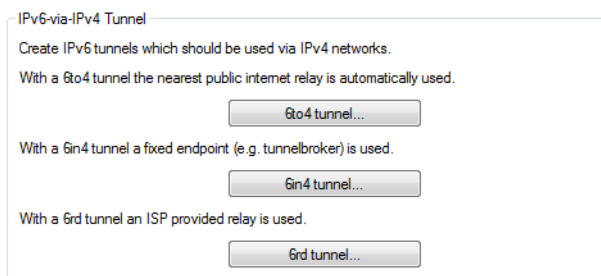 IPv6-via-IPv4 Tunnel
Create IPv6 tunnels which should be used via IPv4 networks.
With a 6to4 tunnel the nearest public internet relay is automatically used.
6to4 tunnel...
With a 6in4 tunnel a fixed endpoint (e.g. tunnelbroker) is used.
6in4 tunnel...
With a 6rd tunnel an ISP provided relay is used.
6rd tunnel...